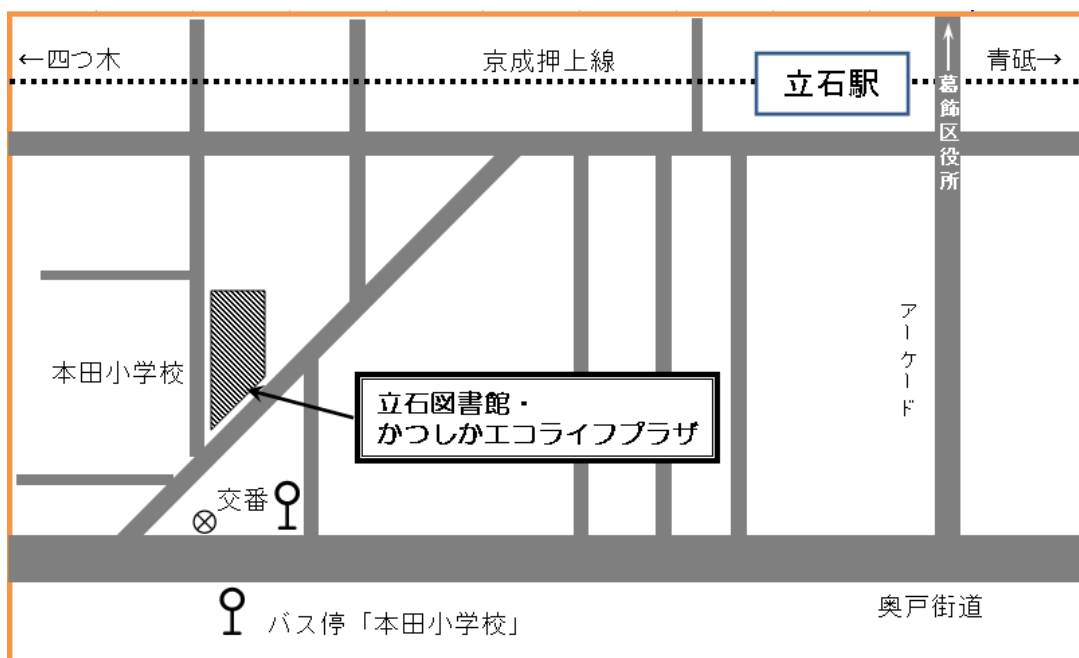 ←四つ木
京成押上線
立石駅
青砥→
葛飾区役所
アーケード
本田小学校
立石図書館・
かつしかエコライフプラザ
交番
奥戸街道
バス停「本田小学校」